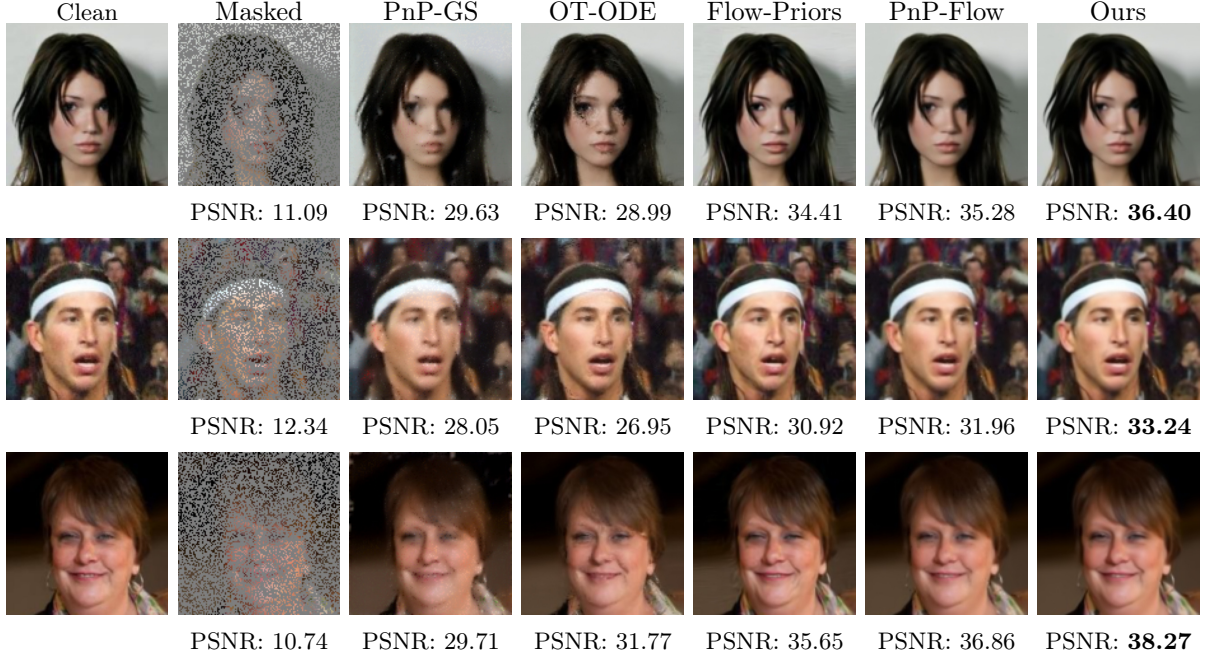 Clean Masked PnP-GS OT-ODE Flow-Priors PnP-Flow Ours
PSNR: 11.09 PSNR: 29.63 PSNR: 28.99 PSNR: 34.41 PSNR: 35.28 PSNR: 36.40
PSNR: 12.34 PSNR: 28.05 PSNR: 26.95 PSNR: 30.92 PSNR: 31.96 PSNR: 33.24
PSNR: 10.74 PSNR: 29.71 PSNR: 31.77 PSNR: 35.65 PSNR: 36.86 PSNR: 38.27